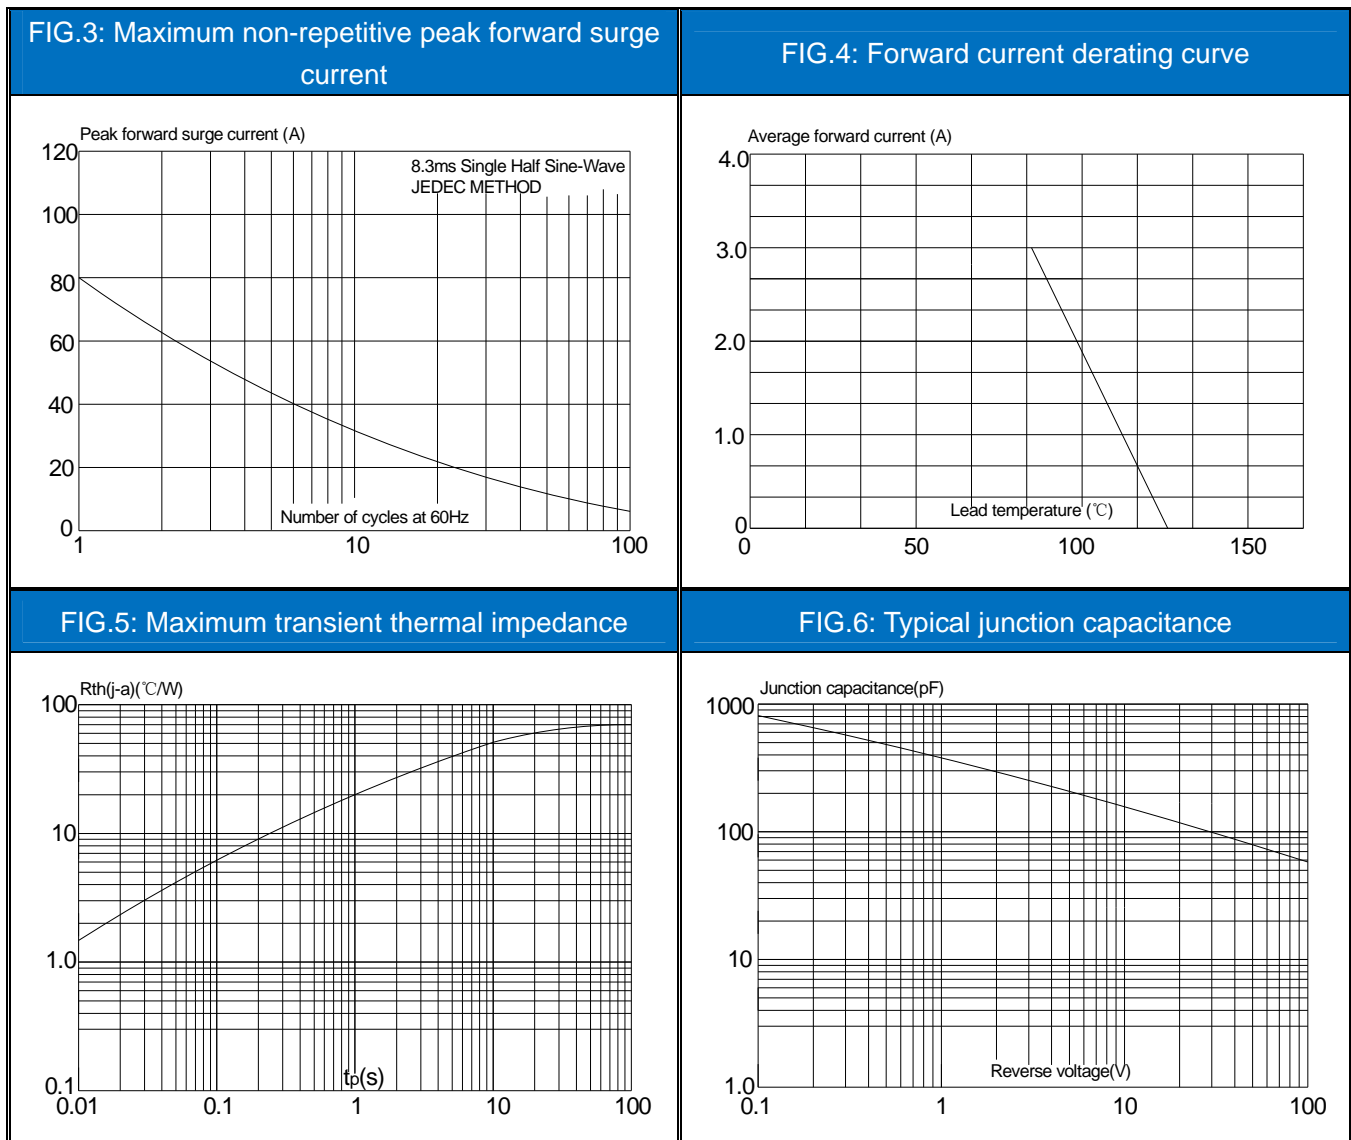 FIG.3: Maximum non-repetitive peak forward surge
current
FIG.4: Forward current derating curve
Peak forward surge current (A)
8.3ms Single Half Sine-Wave
JEDEC METHOD
120
100
80
60
40
20
0
Number of cycles at 60Hz
1
10
100
Average forward current (A)
4.0
3.0
2.0
1.0
0
Lead temperature (℃)
0
50
100
150
FIG.5: Maximum transient thermal impedance
FIG.6: Typical junction capacitance
Rth(j-a)(℃/W)
100
10
1.0
0.1
tp(s)
0.01
0.1
1
10
100
Junction capacitance(pF)
1000
100
10
1.0
Reverse voltage(V)
0.1
1
10
100